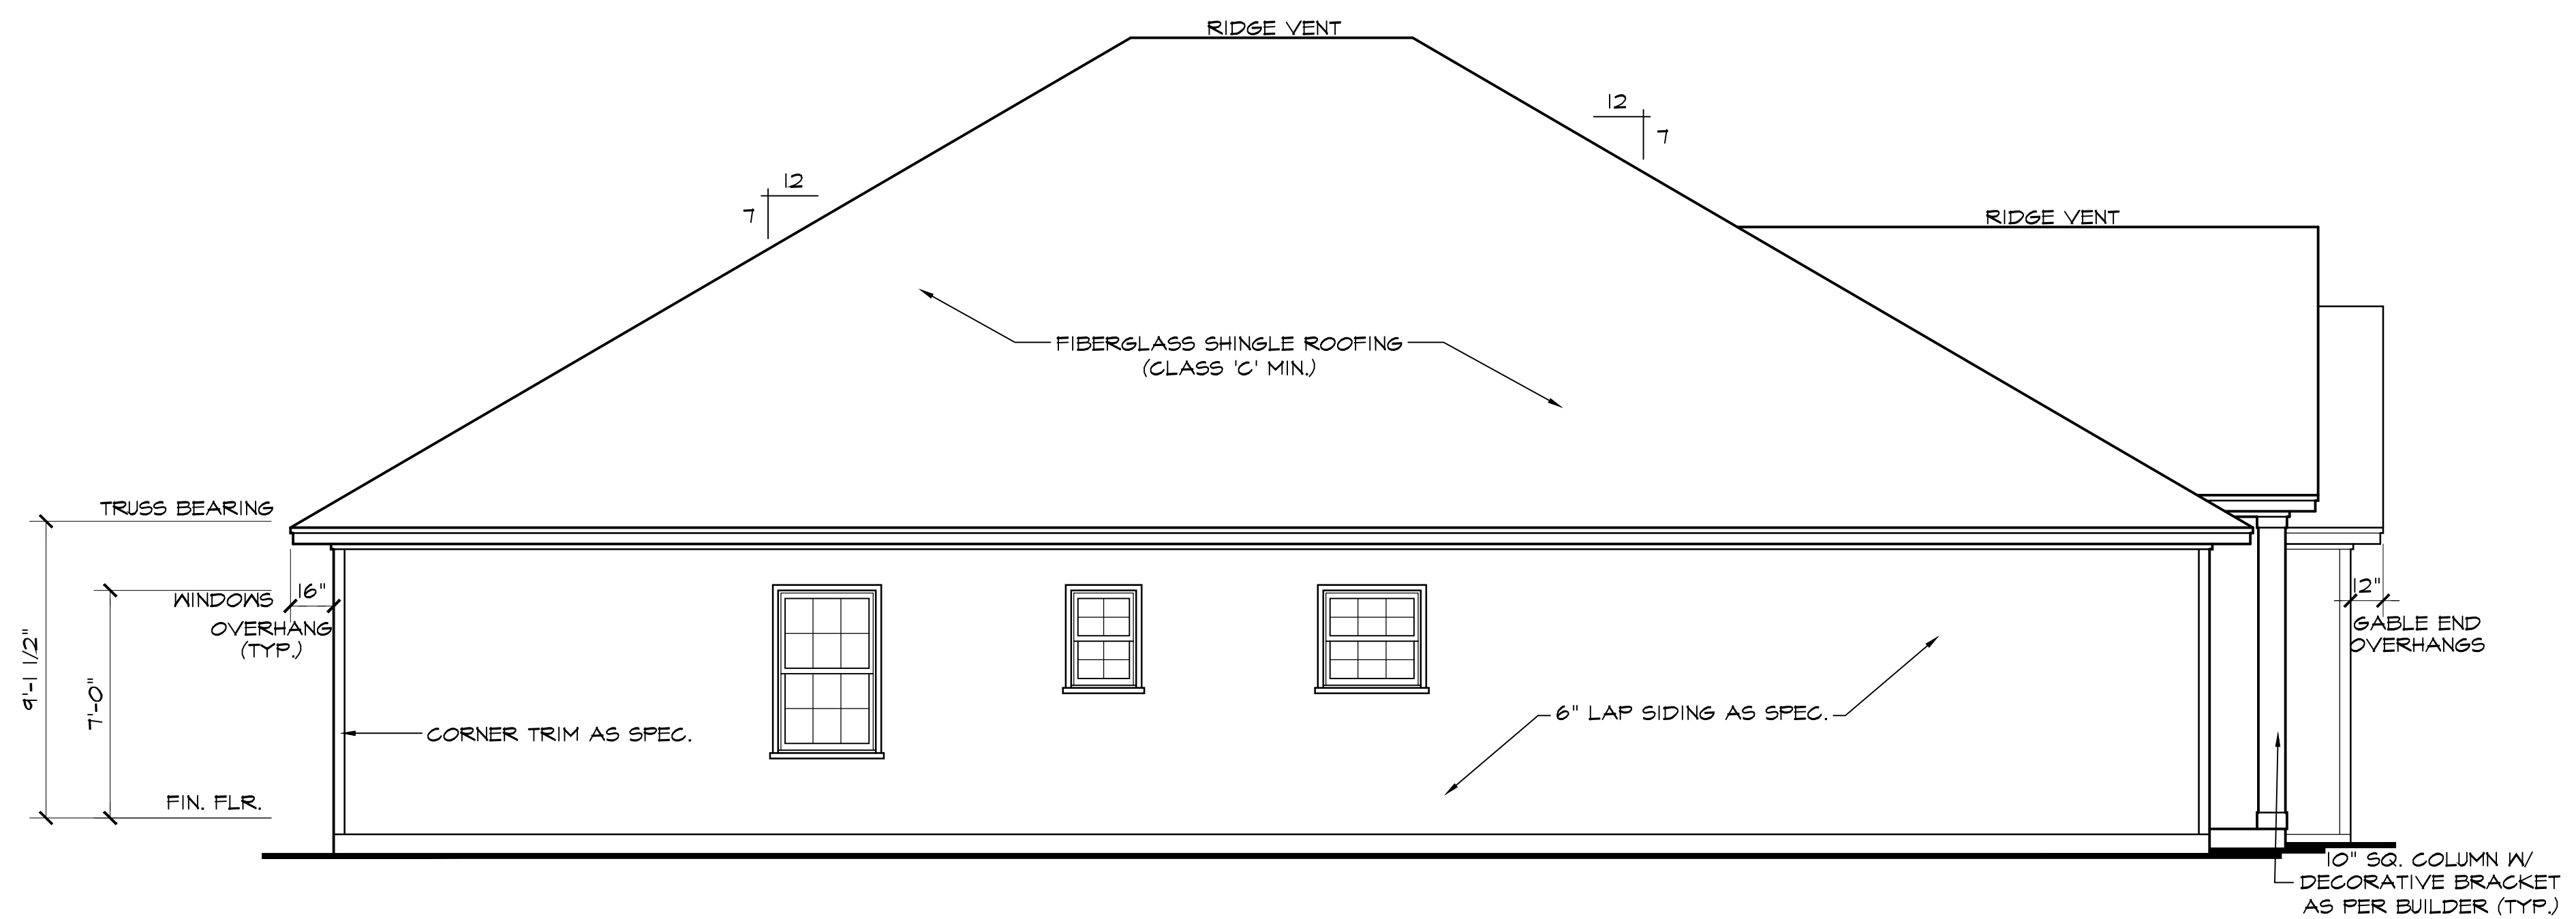 RIDGE VENT
12
7
12
7
RIDGE VENT
FIBERGLASS SHINGLE ROOFING
(CLASS 'C' MIN.)
TRUSS BEARING
16"
WINDOWS
OVERHANG
(TYP.)
9'-1 1/2"
7'-0"
12"
GABLE END
OVERHANGS
6" LAP SIDING AS SPEC.
CORNER TRIM AS SPEC.
FIN. FLR.
10" SQ. COLUMN W/
DECORATIVE BRACKET
AS PER BUILDER (TYP.)